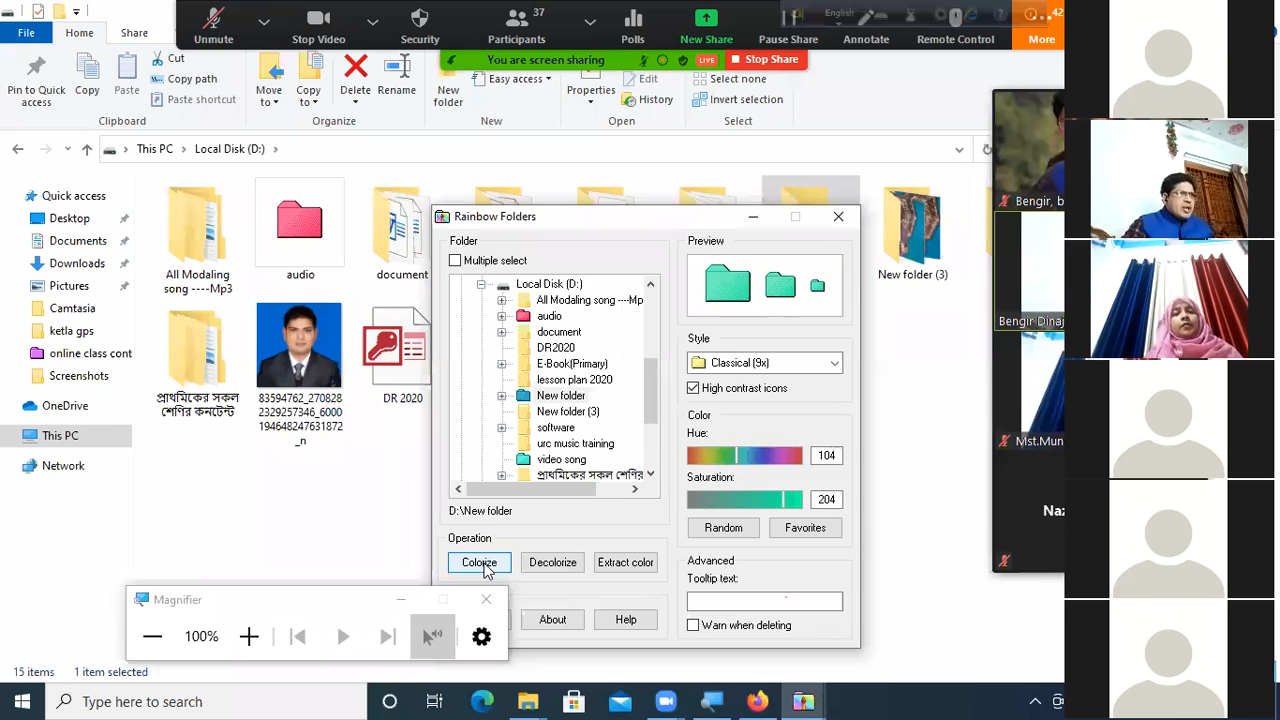 Home
File
Share
Cut
Copy path
Paste shortcut
Pin to Quick
access
Copy
Paste
Clipboard
Move
to
Copy
to
Delete
Rename
Organize
New
folder
Easy access
New
Properties
Edit
History
Open
Select none
Invert selection
Select
Unmute
Stop Video
Security
37
Participants
Polls
New Share
Pause Share
English
Annotate
Remote Control
More
You are screen sharing
LIVE
Stop Share
This PC
Local Disk (D:)
Quick access
Desktop
Documents
Downloads
Pictures
Camtasia
ketla gps
online class cont
Screenshots
OneDrive
This PC
Network
All Modaling
song ----Mp3
audio
document
New folder (3)
প্রাথমিকের সকল
শেণির কনটেন্ট
83594762_270828
2329257346_6000
194648247631872
_n
DR 2020
Rainbow Folders
Folder
Multiple select
Local Disk (D:)
All Modaling song ----Mp
audio
document
DR2020
E-Book(Primary)
lesson plan 2020
New folder
New folder (3)
software
urc music training
video song
প্রাথমিকের সকল শেণির
D:\New folder
Operation
Colorize
Decolorize
Extract color
About
Help
Preview
Style
Classical (9x)
High contrast icons
Color
Hue:
104
Saturation:
204
Random
Favorites
Advanced
Tooltip text:
Warn when deleting
Magnifier
100%
Bengir, b
Bengir Dinaj
Mst.Mun
Naz
15 items
1 item selected
Type here to search